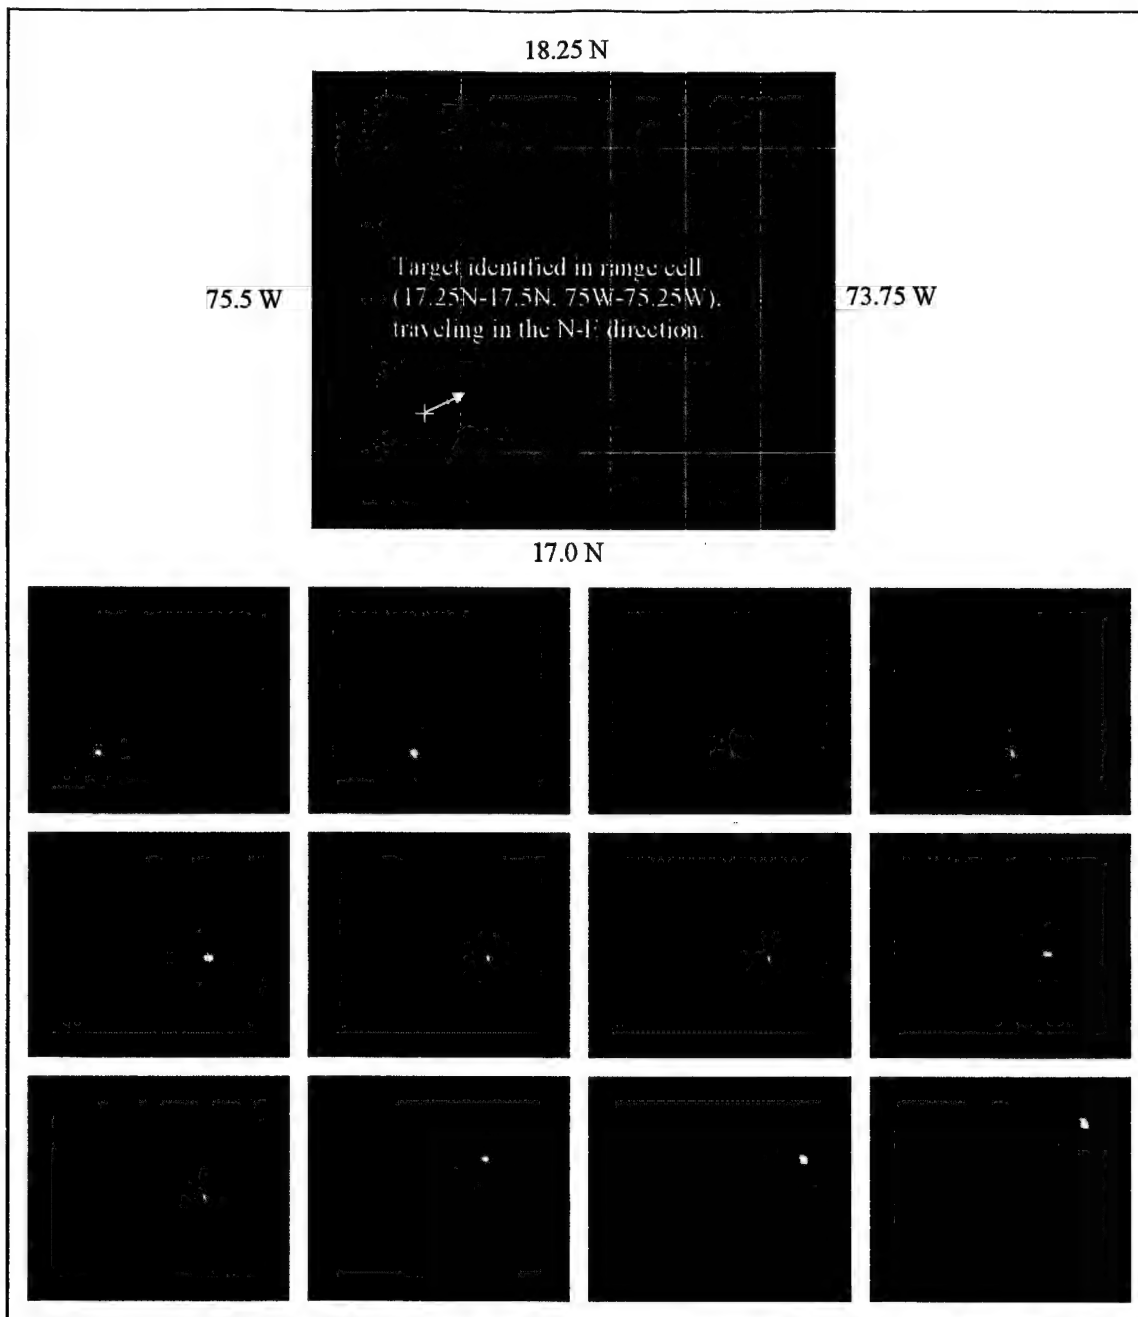 18.25 N
Target identified in range cell
75.5 W
(17.25N-17.5N, 75W-75.25W),
73.75 W
traveling in the N-E direction.
17.0 N